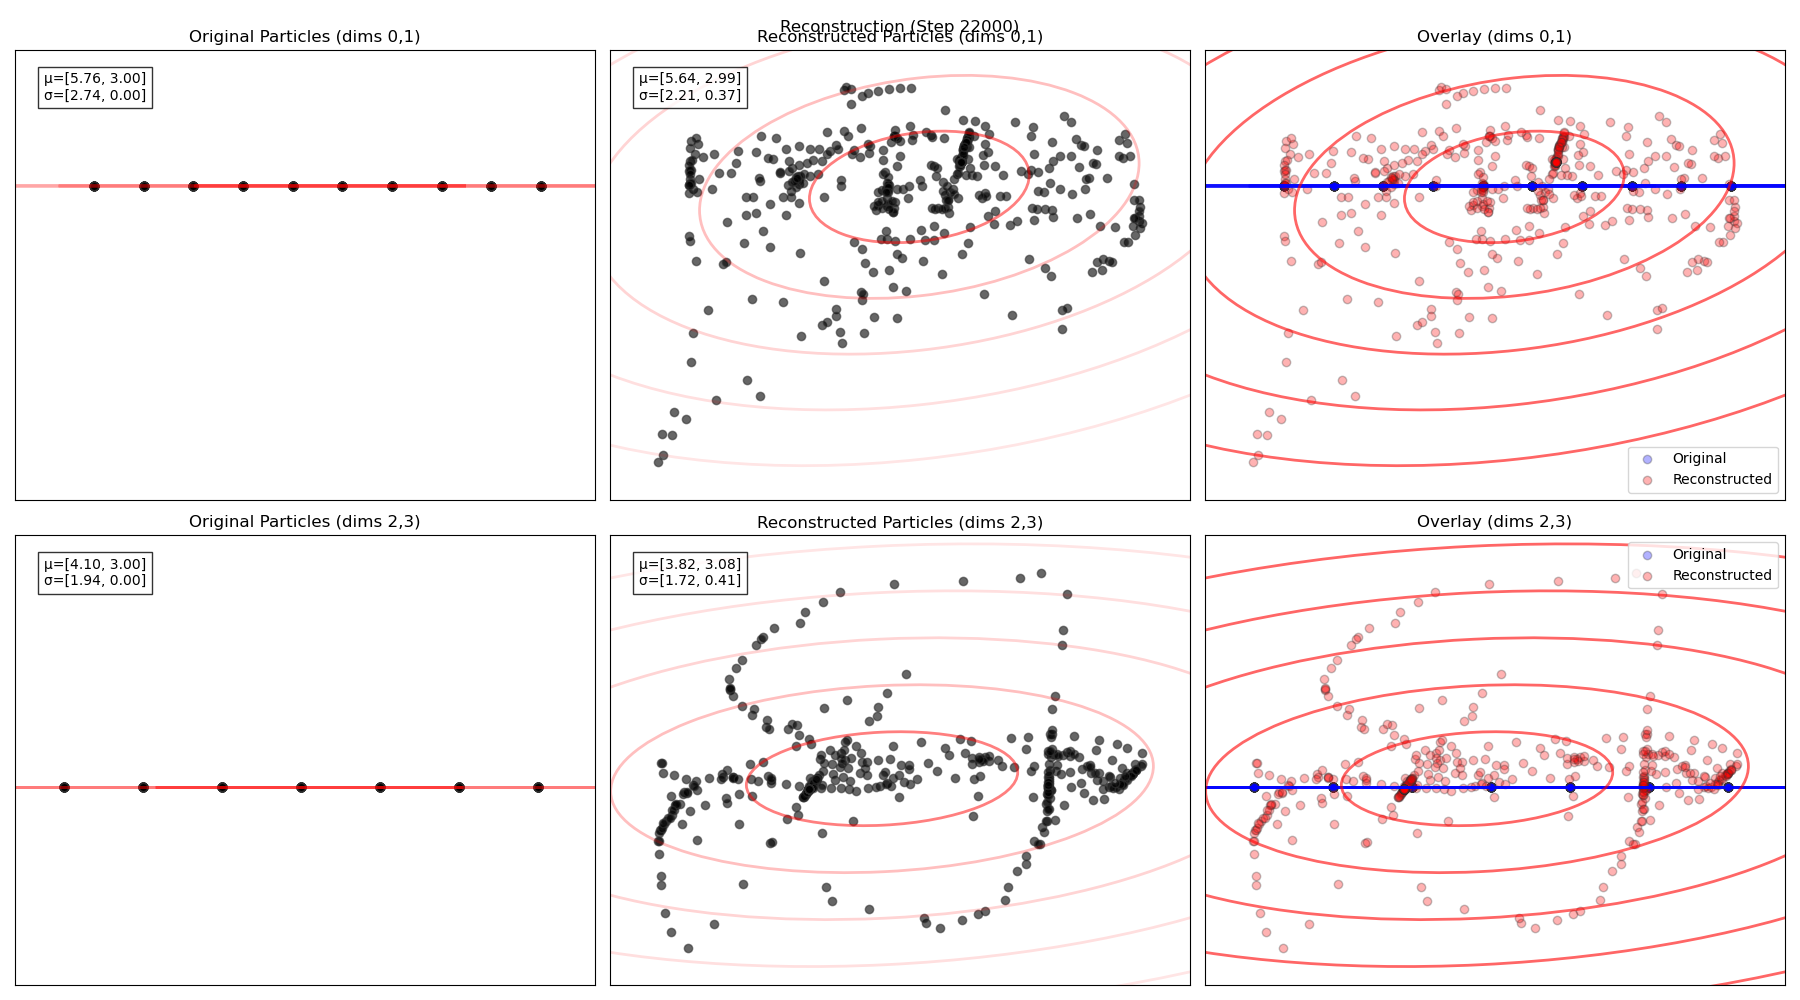 Reconstruction (Step 22000)
Original Particles (dims 0,1)
Reconstructed Particles (dims 0,1)
Overlay (dims 0,1)
μ=[5.76, 3.00]
σ=[2.74, 0.00]
μ=[5.64, 2.99]
σ=[2.21, 0.37]
Original
Reconstructed
Original Particles (dims 2,3)
Reconstructed Particles (dims 2,3)
Overlay (dims 2,3)
μ=[4.10, 3.00]
σ=[1.94, 0.00]
μ=[3.82, 3.08]
σ=[1.72, 0.41]
Original
Reconstructed